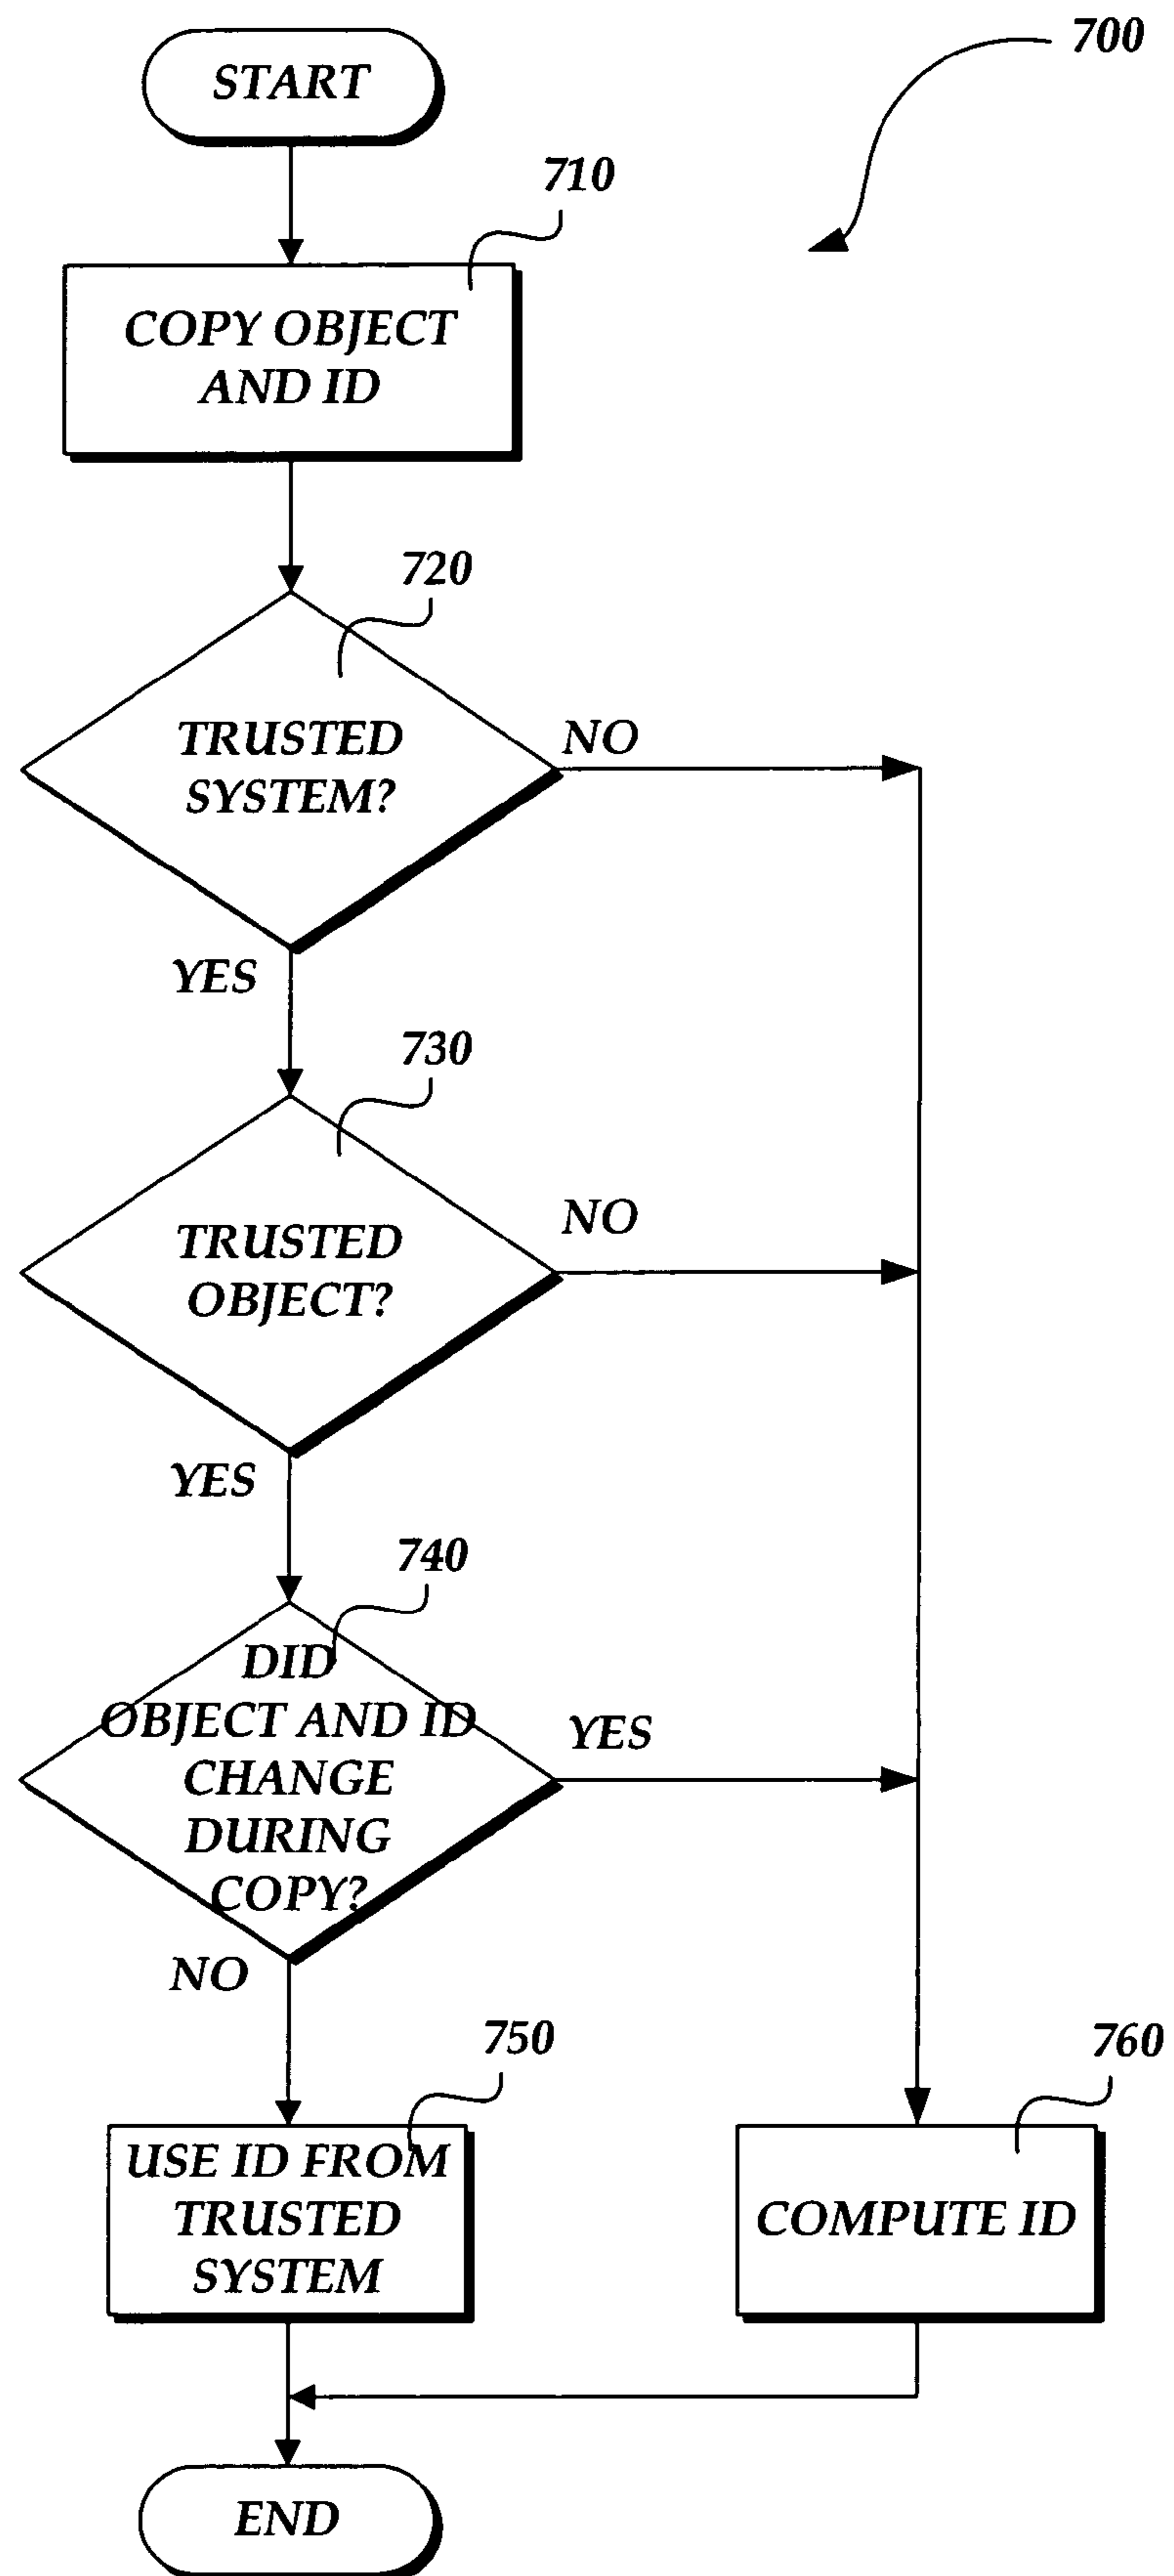 700
START
710
COPY OBJECT
AND ID
720
TRUSTED
SYSTEM?
NO
YES
730
TRUSTED
OBJECT?
NO
YES
740
DID
OBJECT AND ID
CHANGE
DURING
COPY?
YES
NO
750
USE ID FROM
TRUSTED
SYSTEM
760
COMPUTE ID
END